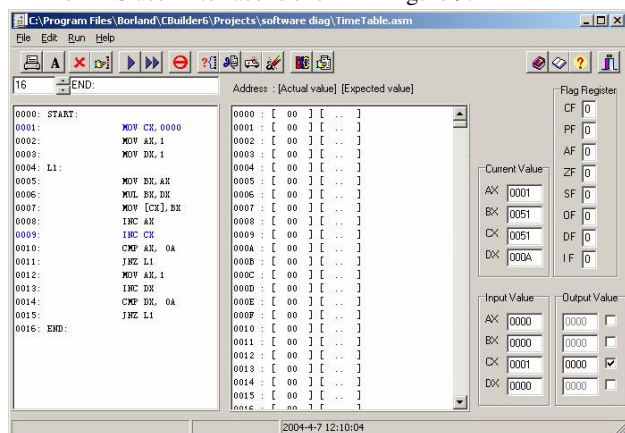 C:\Program Files\Borland\CBuilder6\Projects\software diag\TimeTable.asm
File Edit Run Help
16 END:
Address : [Actual value] [Expected value]
0000: START:
0001: MOV CX,0000
0002: MOV AX,1
0003: MOV DX,1
0004: L1:
0005: MOV BX,AX
0006: MUL BX,DX
0007: MOV [CX],BX
0008: INC AX
0009: INC CX
0010: CMP AX, 0A
0011: JNZ L1
0012: MOV AX,1
0013: INC DX
0014: CMP DX, 0A
0015: JNZ L1
0016: END:
0000 : [ 00 ] [ .. ]
0001 : [ 00 ] [ .. ]
0002 : [ 00 ] [ .. ]
0003 : [ 00 ] [ .. ]
0004 : [ 00 ] [ .. ]
0005 : [ 00 ] [ .. ]
0006 : [ 00 ] [ .. ]
0007 : [ 00 ] [ .. ]
0008 : [ 00 ] [ .. ]
0009 : [ 00 ] [ .. ]
000A : [ 00 ] [ .. ]
000B : [ 00 ] [ .. ]
000C : [ 00 ] [ .. ]
000D : [ 00 ] [ .. ]
000E : [ 00 ] [ .. ]
000F : [ 00 ] [ .. ]
0010 : [ 00 ] [ .. ]
0011 : [ 00 ] [ .. ]
0012 : [ 00 ] [ .. ]
0013 : [ 00 ] [ .. ]
0014 : [ 00 ] [ .. ]
0015 : [ 00 ] [ .. ]
0016 : [ 00 ] [ .. ]
Flag Register
CF 0
PF 0
AF 0
ZF 0
SF 0
OF 0
DF 0
IF 0
Current Value
AX 0001
BX 0051
CX 0051
DX 000A
Input Value
AX 0000
BX 0000
CX 0001
DX 0000
Output Value
0000
0000
0000
0000
2004-4-7 12:10:04